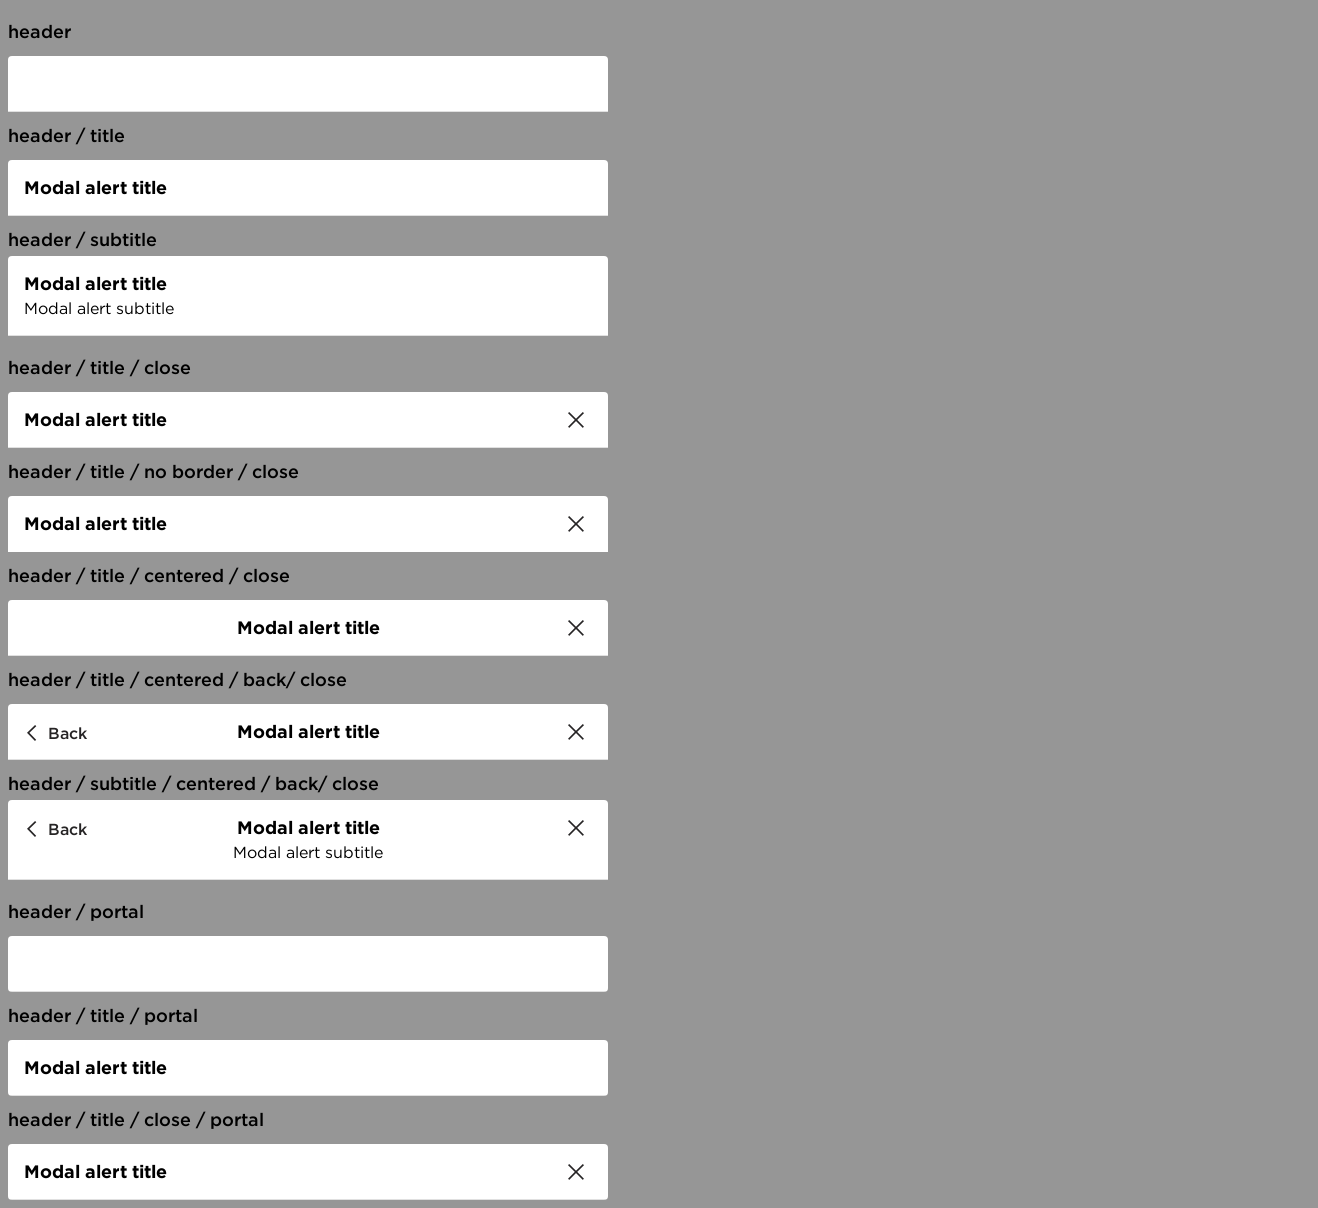 header
header / title
Modal alert title
header / subtitle
Modal alert title
Modal alert subtitle
header / title / close
Modal alert title
header / title / no border / close
Modal alert title
header / title / centered / close
Modal alert title
header / title / centered / back/ close
Back Modal alert title
header / subtitle / centered / back/ close
Back Modal alert title
Modal alert subtitle
header / portal
header / title / portal
Modal alert title
header / title / close / portal
Modal alert title